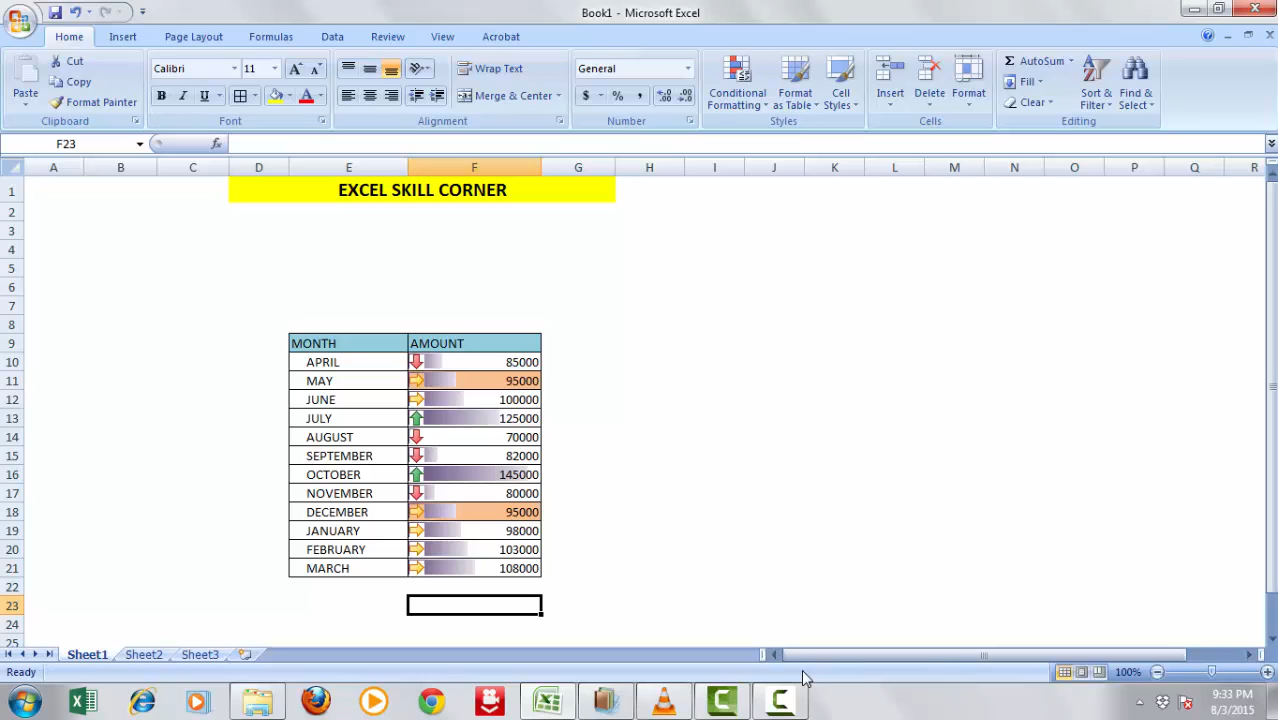 Book1 - Microsoft Excel
Home Insert Page Layout Formulas Data Review View Acrobat
Paste
Cut
Copy
Format Painter
Clipboard
Calibri 11
B I U
Font
Wrap Text
Merge & Center
Alignment
General
$ % ,
Number
Conditional Formatting
Format as Table
Cell Styles
Styles
Insert Delete Format
Cells
Σ AutoSum
Fill
Clear
Sort & Filter
Find & Select
Editing
F23 fx
A B C D E F G H I J K L M N O P Q R
1 EXCEL SKILL CORNER
2
3
4
5
6
7
8
9 MONTH AMOUNT
10 APRIL 85000
11 MAY 95000
12 JUNE 100000
13 JULY 125000
14 AUGUST 70000
15 SEPTEMBER 82000
16 OCTOBER 145000
17 NOVEMBER 80000
18 DECEMBER 95000
19 JANUARY 98000
20 FEBRUARY 103000
21 MARCH 108000
22
23
24
25
Sheet1 Sheet2 Sheet3
Ready 100%
9:33 PM
8/3/2015